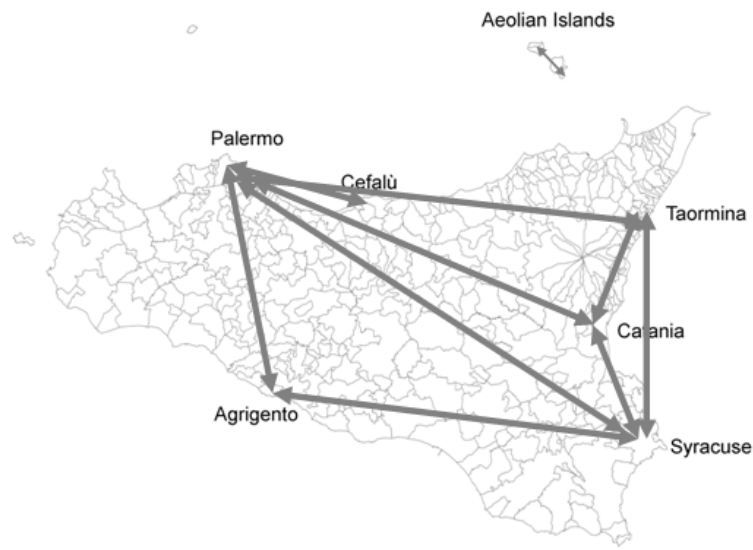 Aeolian Islands
Palermo
Cefalù
Taormina
Catania
Agrigento
Syracuse